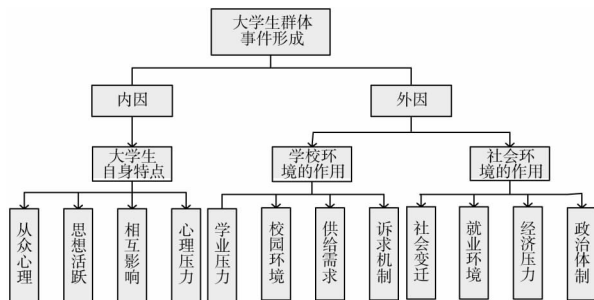 大学生群体
事件形成
内因
外因
大学生
自身特点
学校环
境的作用
社会环
境的作用
从众心理
思想活跃
相互影响
心理压力
学业压力
校园环境
供给需求
诉求机制
社会变迁
就业环境
经济压力
政治体制